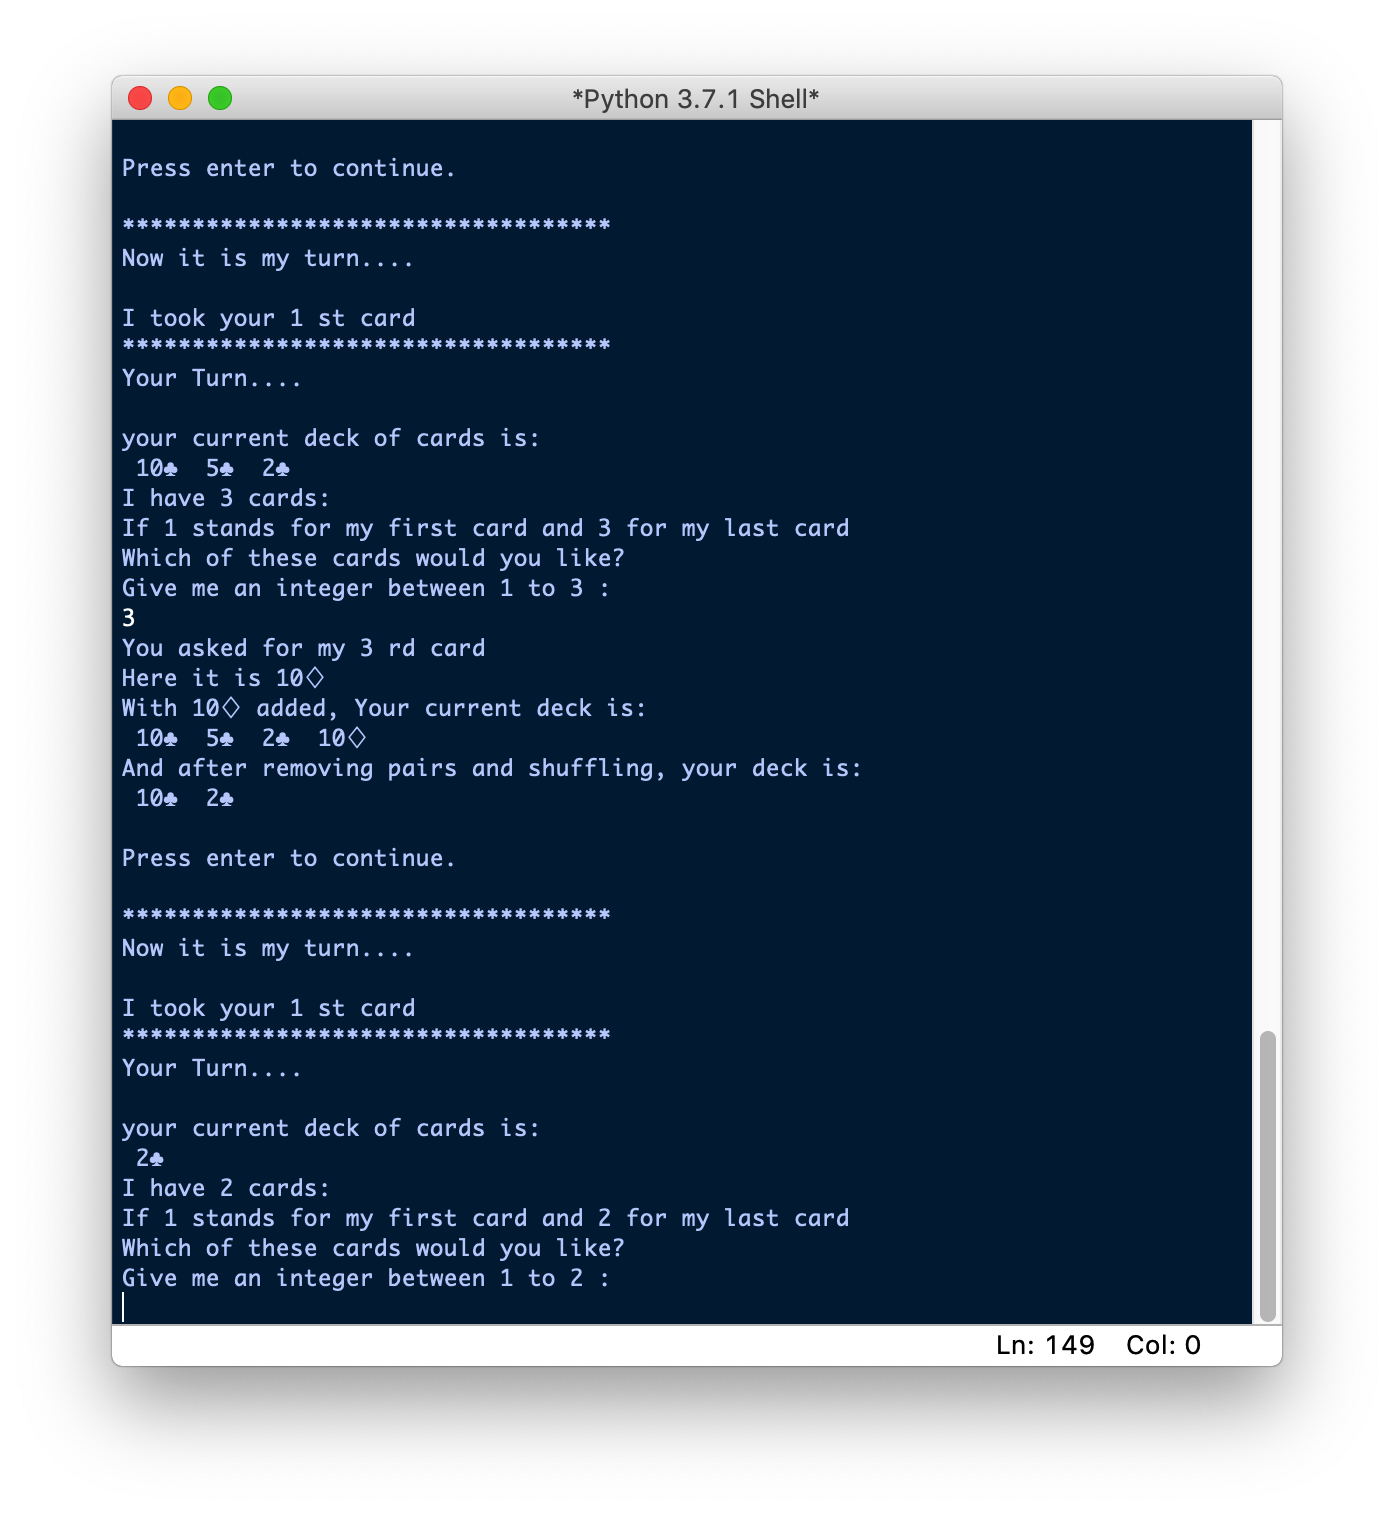 *Python 3.7.1 Shell*
Press enter to continue.
***********************************
Now it is my turn....
I took your 1 st card
***********************************
Your Turn....
your current deck of cards is:
10♣ 5♣ 2♣
I have 3 cards:
If 1 stands for my first card and 3 for my last card
Which of these cards would you like?
Give me an integer between 1 to 3 :
3
You asked for my 3 rd card
Here it is 10♢
With 10♢ added, Your current deck is:
10♣ 5♣ 2♣ 10♢
And after removing pairs and shuffling, your deck is:
10♣ 2♣
Press enter to continue.
***********************************
Now it is my turn....
I took your 1 st card
***********************************
Your Turn....
your current deck of cards is:
2♣
I have 2 cards:
If 1 stands for my first card and 2 for my last card
Which of these cards would you like?
Give me an integer between 1 to 2 :
Ln: 149 Col: 0